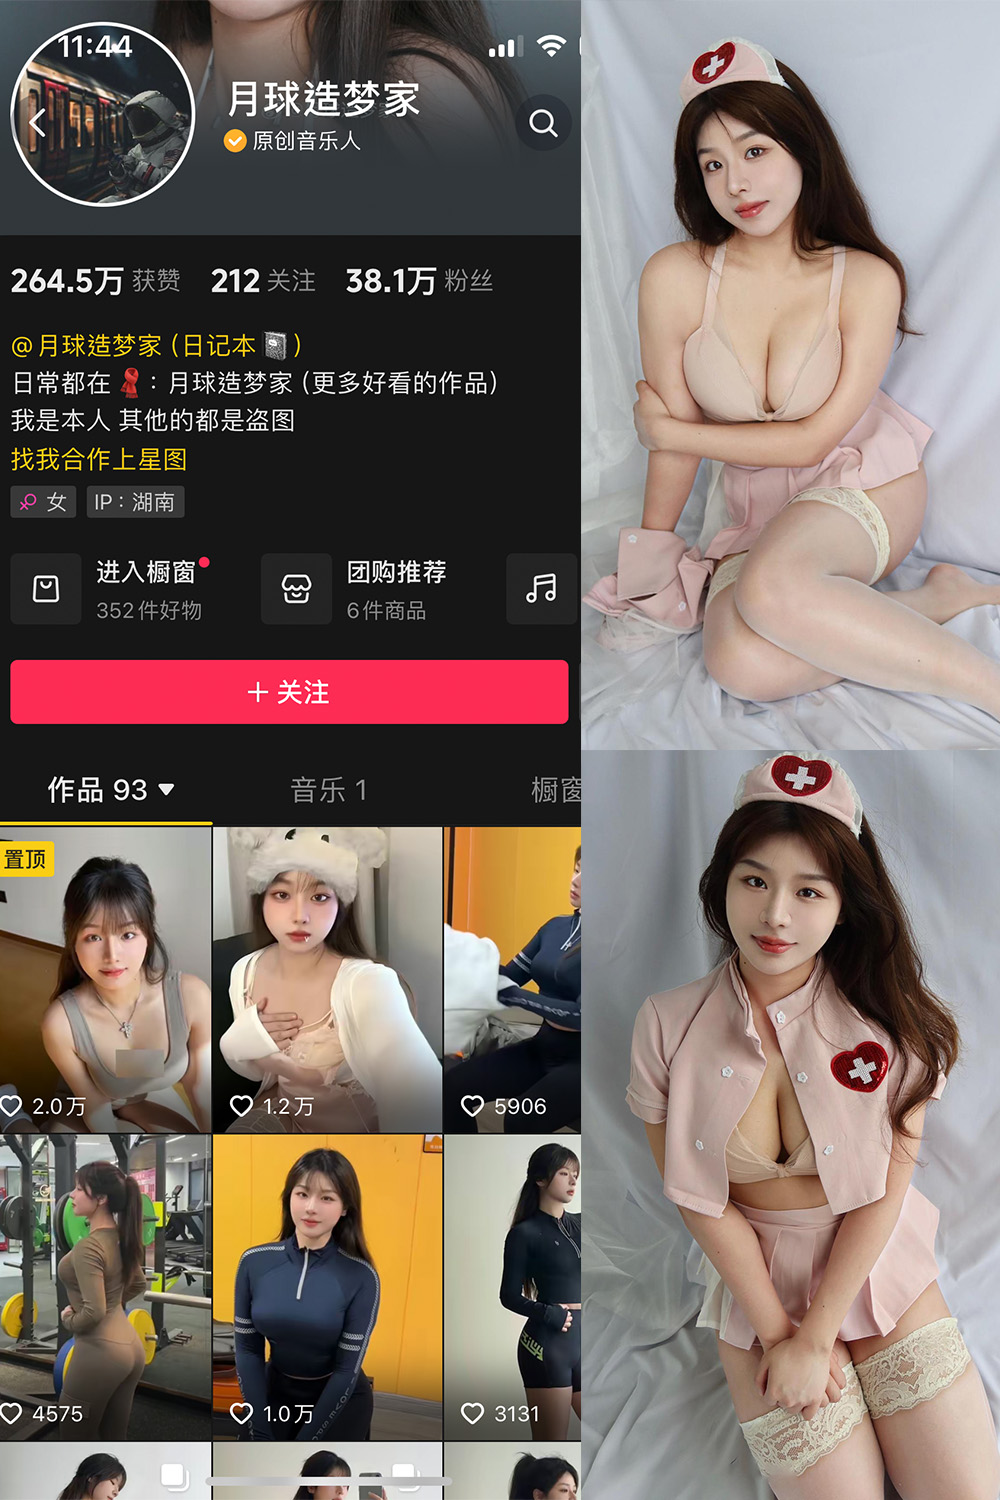 11:44
月球造梦家
原创音乐人
264.5万 获赞 212 关注 38.1万 粉丝
@月球造梦家（日记本📓）
日常都在🧣：月球造梦家（更多好看的作品）
我是本人 其他的都是盗图
找我合作上星图
女 IP：湖南
进入橱窗
352件好物
团购推荐
6件商品
+ 关注
作品 93
音乐 1
橱窗
置顶
2.0万
1.2万
5906
4575
1.0万
3131